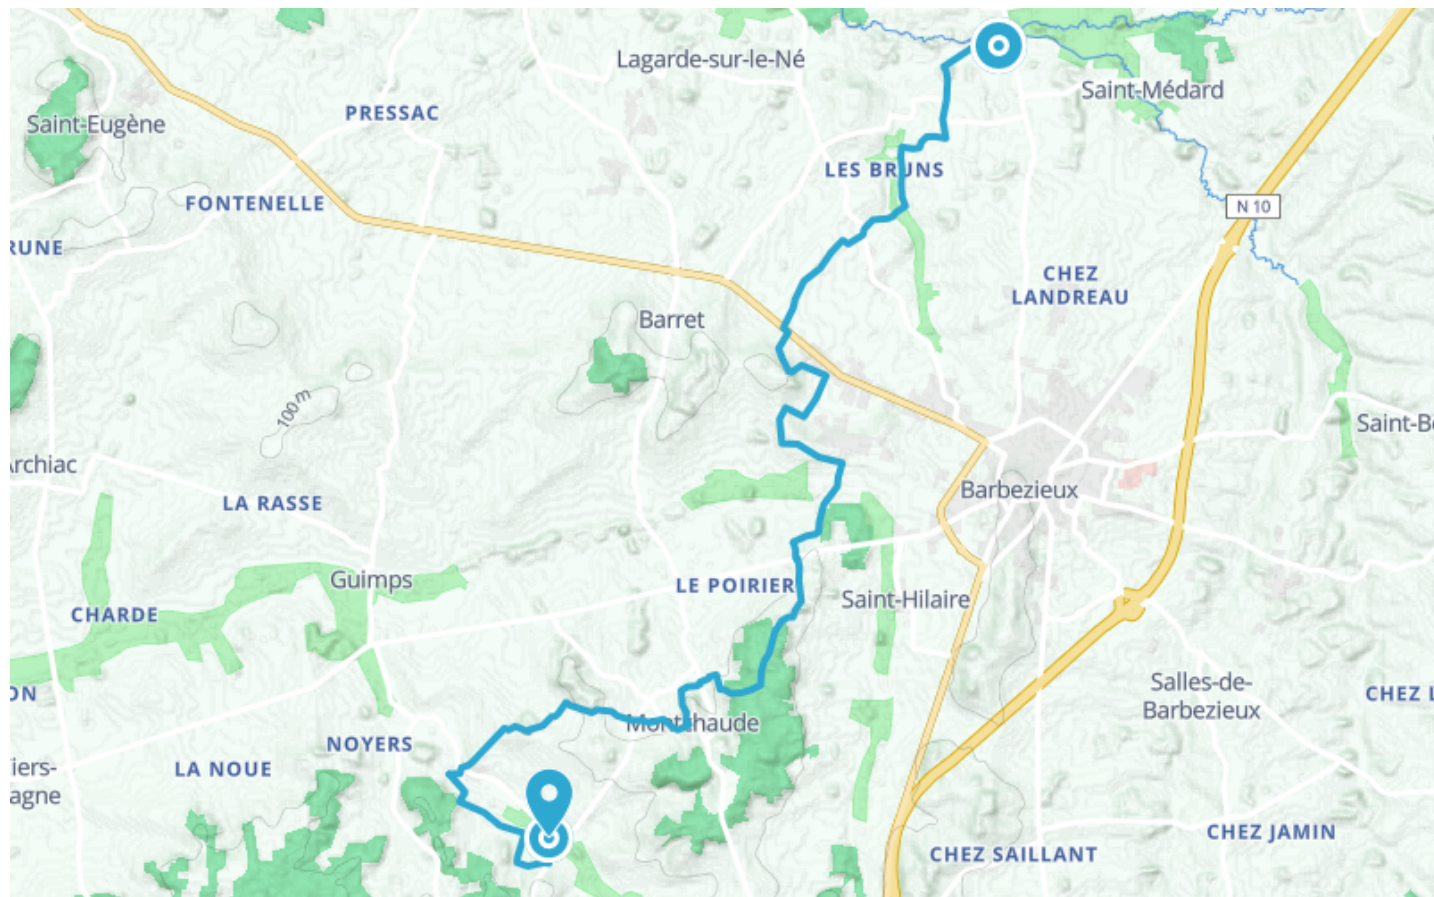 Lagarde-sur-le-Né
Saint-Médard
PRESSAC
Saint-Eugène
LES BRUNS
FONTENELLE
N 10
RUNE
CHEZ
LANDREAU
Barret
100 m
Saint-B
Archiac
LA RASSE
Barbezieux
Guimps
LE POIRIER
Saint-Hilaire
CHARDE
Salles-de-
Barbezieux
ON
CHEZ L
Montchaude
NOYERS
LA NOUE
iers-
agne
CHEZ JAMIN
CHEZ SAILLANT